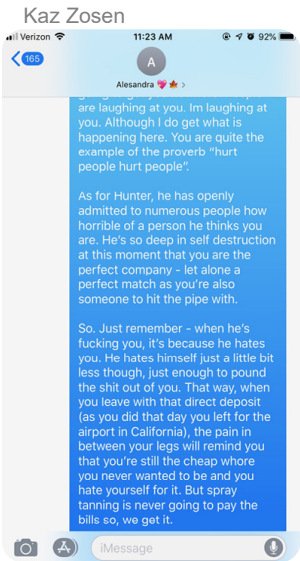 Kaz Zosen
Verizon
11:23 AM
92%
165
A
Alesandra 💘🍁 >
are laughing at you. Im laughing at
you. Although I do get what is
happening here. You are quite the
example of the proverb "hurt
people hurt people".
As for Hunter, he has openly
admitted to numerous people how
horrible of a person he thinks you
are. He's so deep in self destruction
at this moment that you are the
perfect company - let alone a
perfect match as you're also
someone to hit the pipe with.
So. Just remember - when he's
fucking you, it's because he hates
you. He hates himself just a little bit
less though, just enough to pound
the shit out of you. That way, when
you leave with that direct deposit
(as you did that day you left for the
airport in California), the pain in
between your legs will remind you
that you're still the cheap whore
you never wanted to be and you
hate yourself for it. But spray
tanning is never going to pay the
bills so, we get it.
iMessage